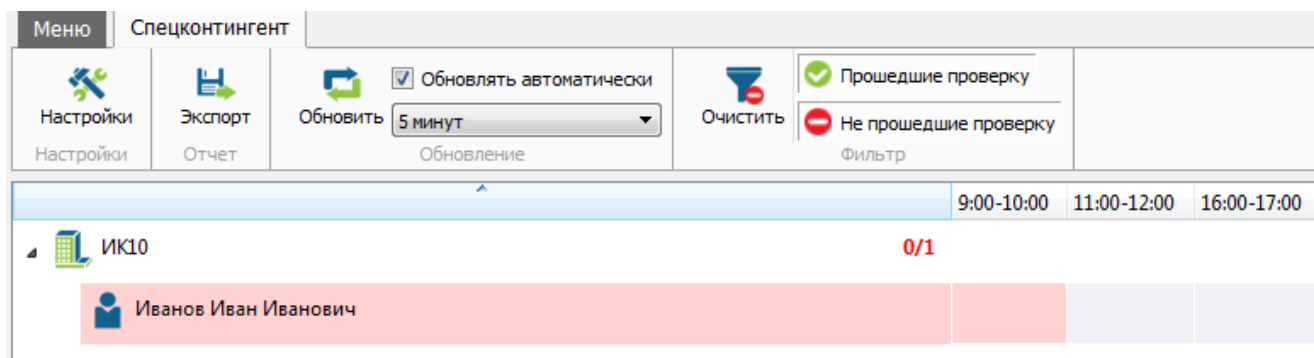 Меню Спецконтингент
Обновлять автоматически Прошедшие проверку
Настройки Экспорт Обновить 5 минут Очистить Не прошедшие проверку
Настройки Отчет Обновление Фильтр
9:00-10:00 11:00-12:00 16:00-17:00
ИК10 0/1
Иванов Иван Иванович